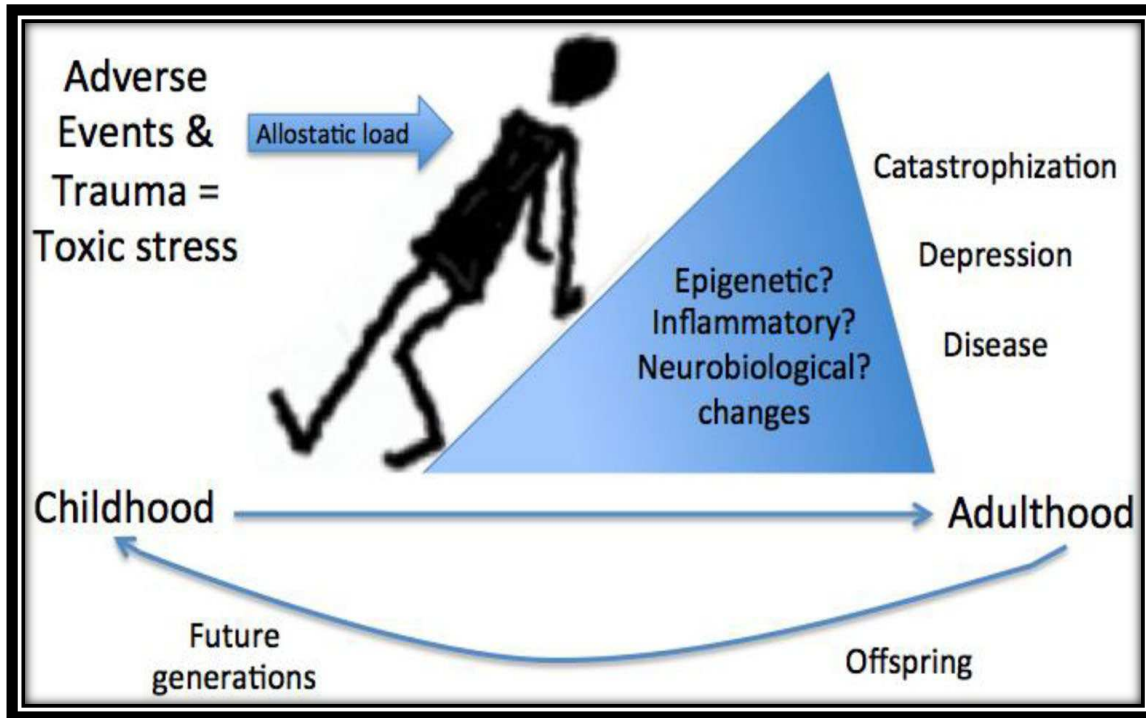 Adverse
Events &
Trauma =
Toxic stress
Allostatic load
Epigenetic?
Inflammatory?
Neurobiological?
changes
Catastrophization
Depression
Disease
Childhood
Adulthood
Future
generations
Offspring